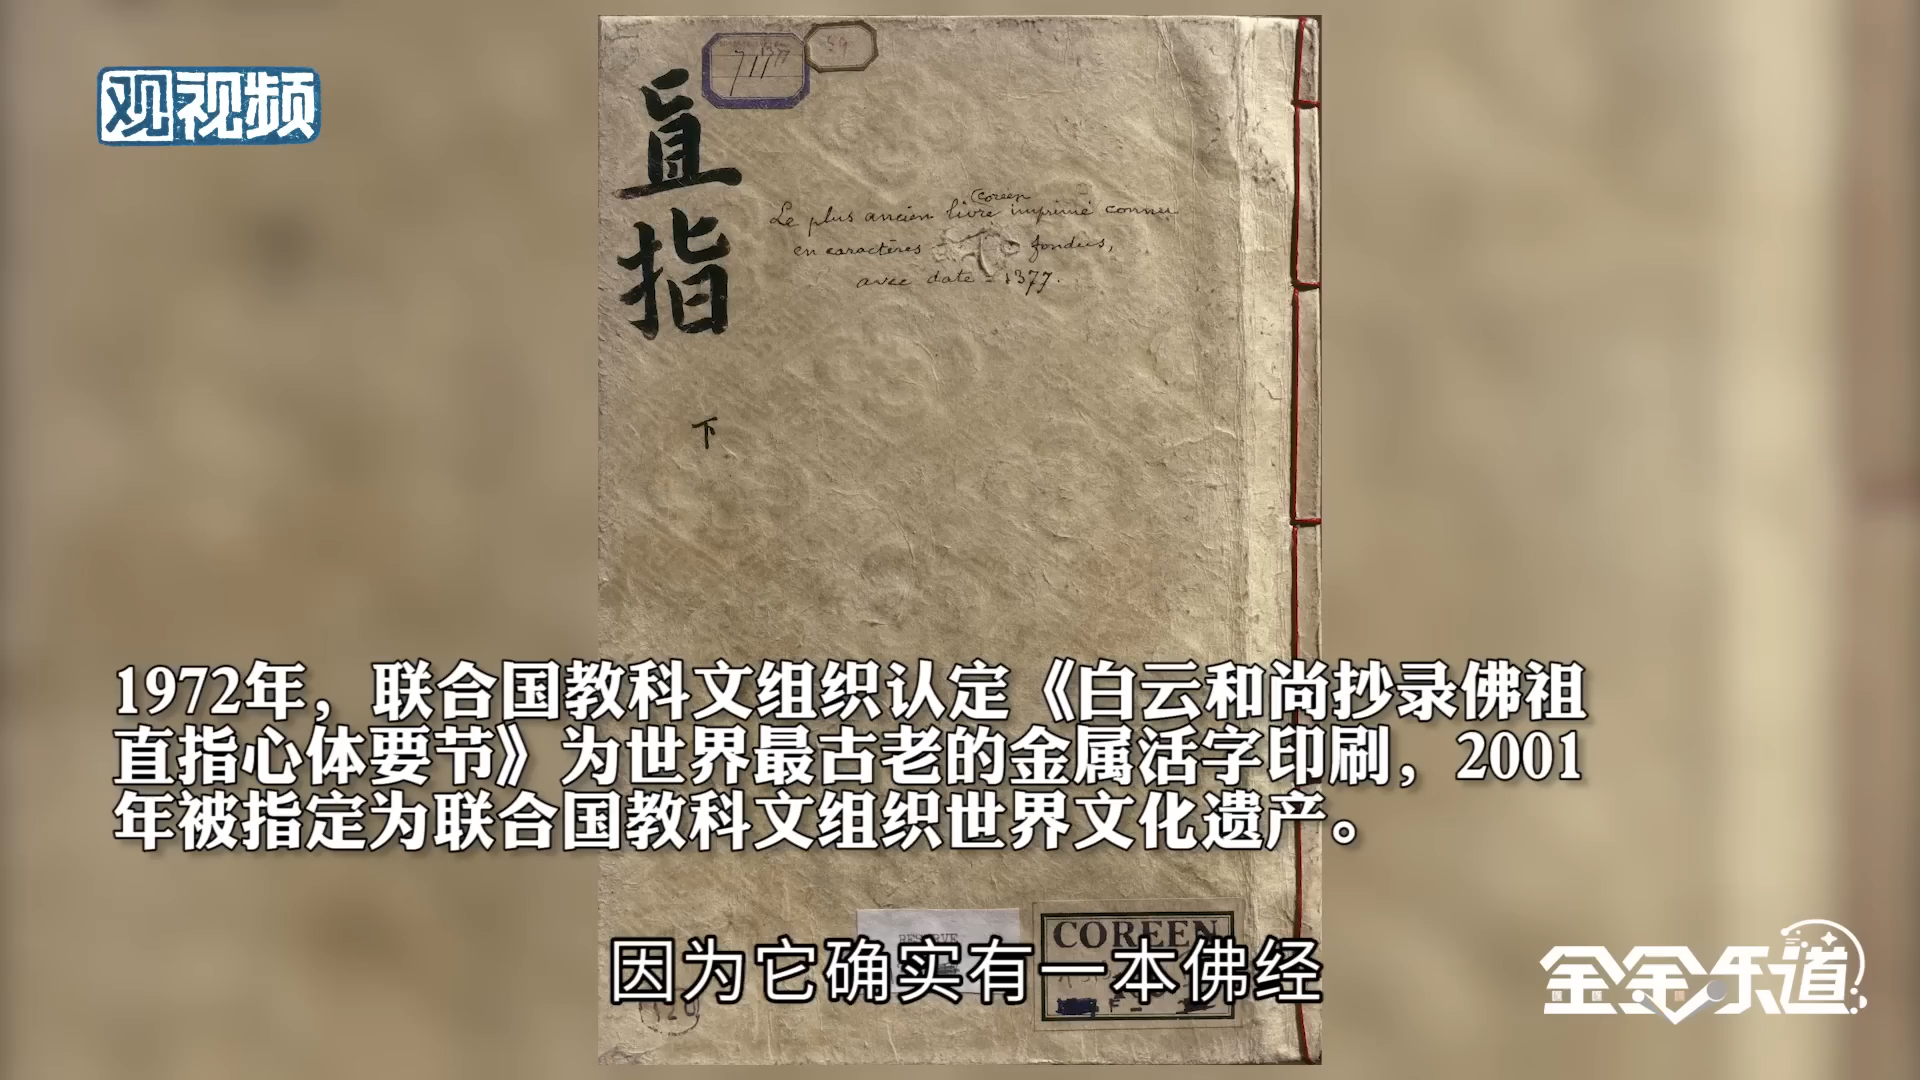 观视频
7117
1377
直指
Coreen
Le plus ancien livre imprimé connu
en caractères fondus,
avec date = 1377.
下
1972年，联合国教科文组织认定《白云和尚抄录佛祖
直指心体要节》为世界最古老的金属活字印刷，2001
年被指定为联合国教科文组织世界文化遗产。
COREEN
因为它确实有一本佛经
金金乐道